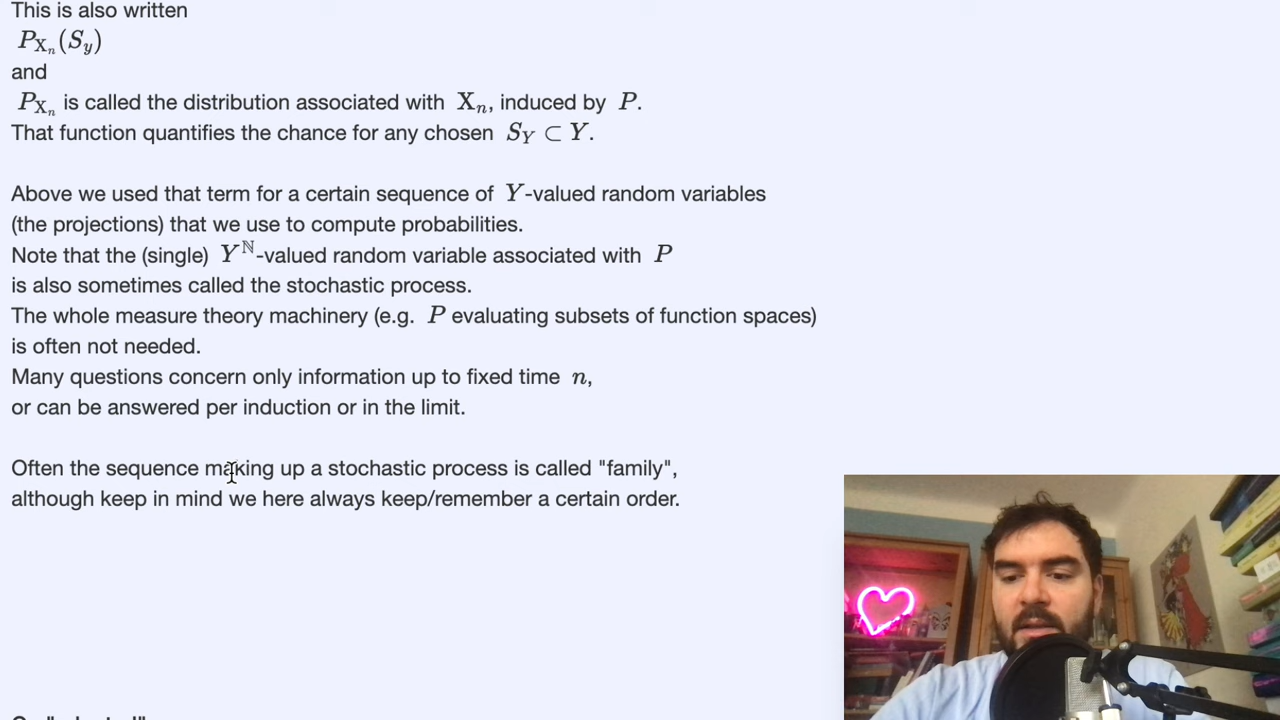 This is also written
P_{X_n}(S_y)
and
P_{X_n} is called the distribution associated with X_n, induced by P.
That function quantifies the chance for any chosen S_Y ⊂ Y.
Above we used that term for a certain sequence of Y-valued random variables
(the projections) that we use to compute probabilities.
Note that the (single) Y^ℕ-valued random variable associated with P
is also sometimes called the stochastic process.
The whole measure theory machinery (e.g. P evaluating subsets of function spaces)
is often not needed.
Many questions concern only information up to fixed time n,
or can be answered per induction or in the limit.
Often the sequence making up a stochastic process is called "family",
although keep in mind we here always keep/remember a certain order.